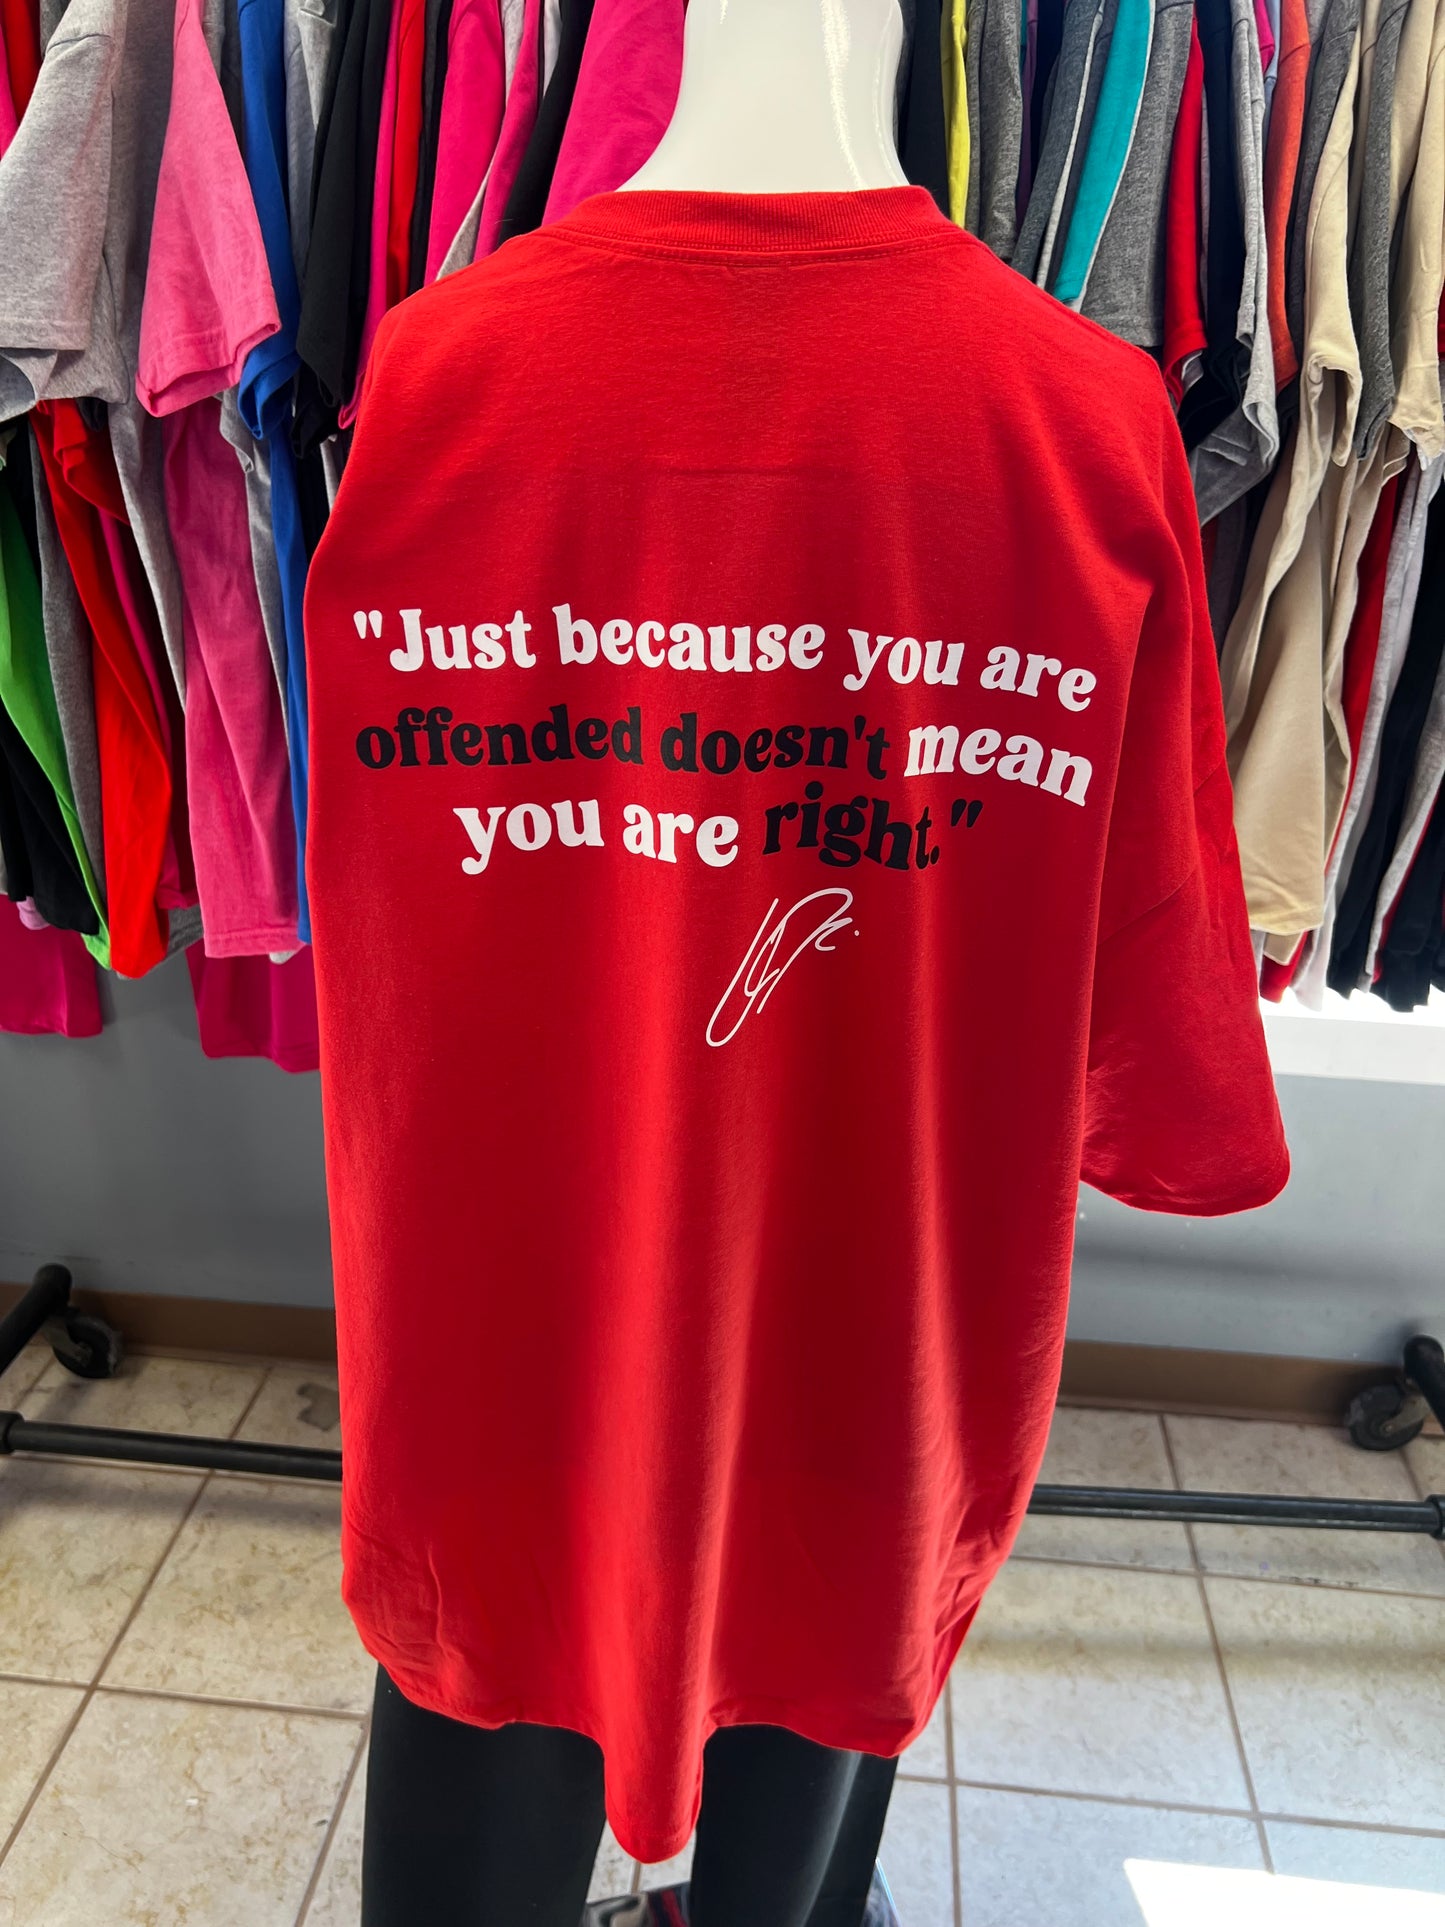 "Just because you are
offended doesn't mean
you are right."